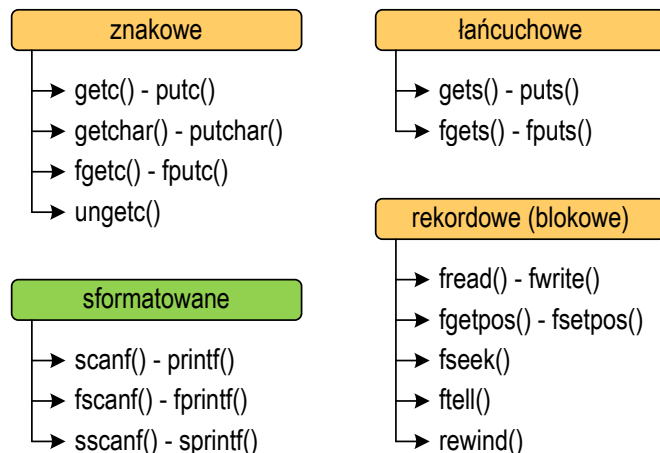 znakowe
getc() - putc()
getchar() - putchar()
fgetc() - fputc()
ungetc()
sformatowane
scanf() - printf()
fscanf() - fprintf()
sscanf() - sprintf()
łańcuchowe
gets() - puts()
fgets() - fputs()
rekordowe (blokowe)
fread() - fwrite()
fgetpos() - fsetpos()
fseek()
ftell()
rewind()